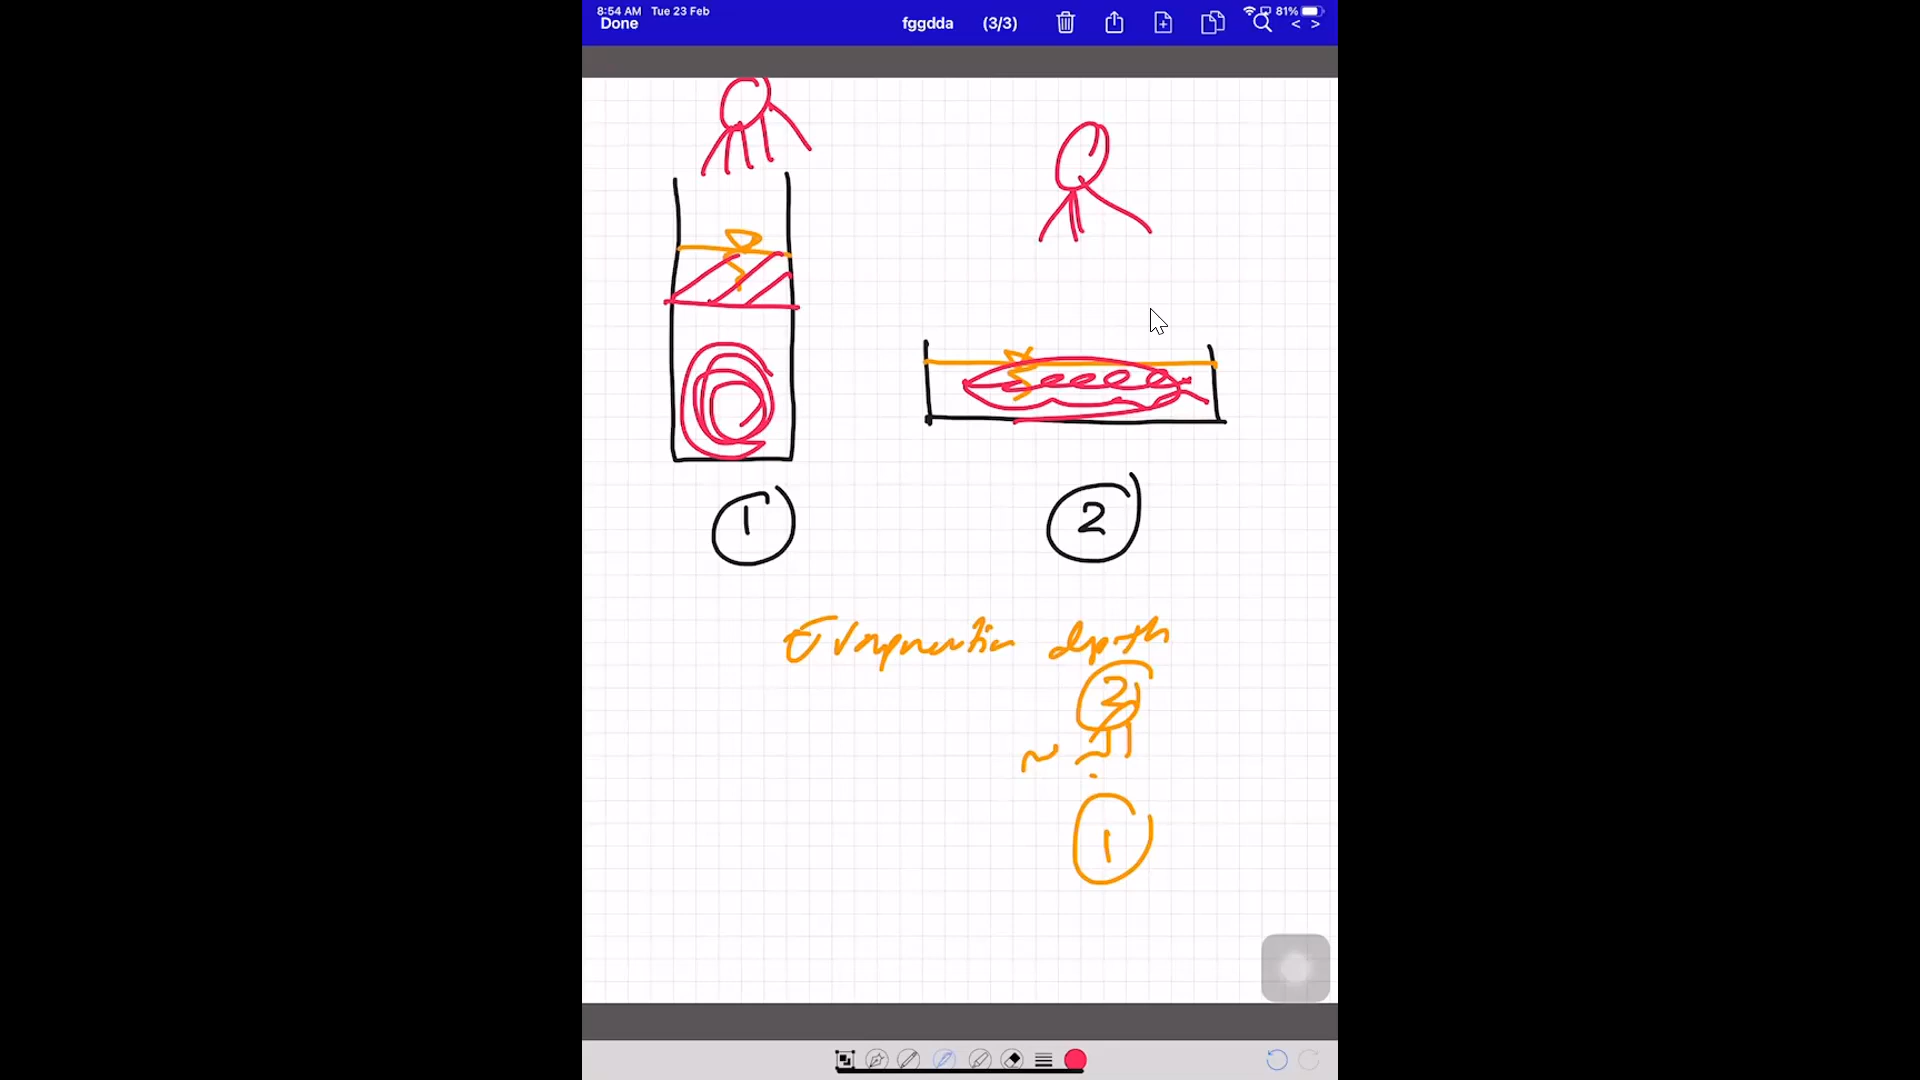 8:54 AM Tue 23 Feb 81%
Done fggdda (3/3) < >
1
2
Evaporation depth
2
~
1